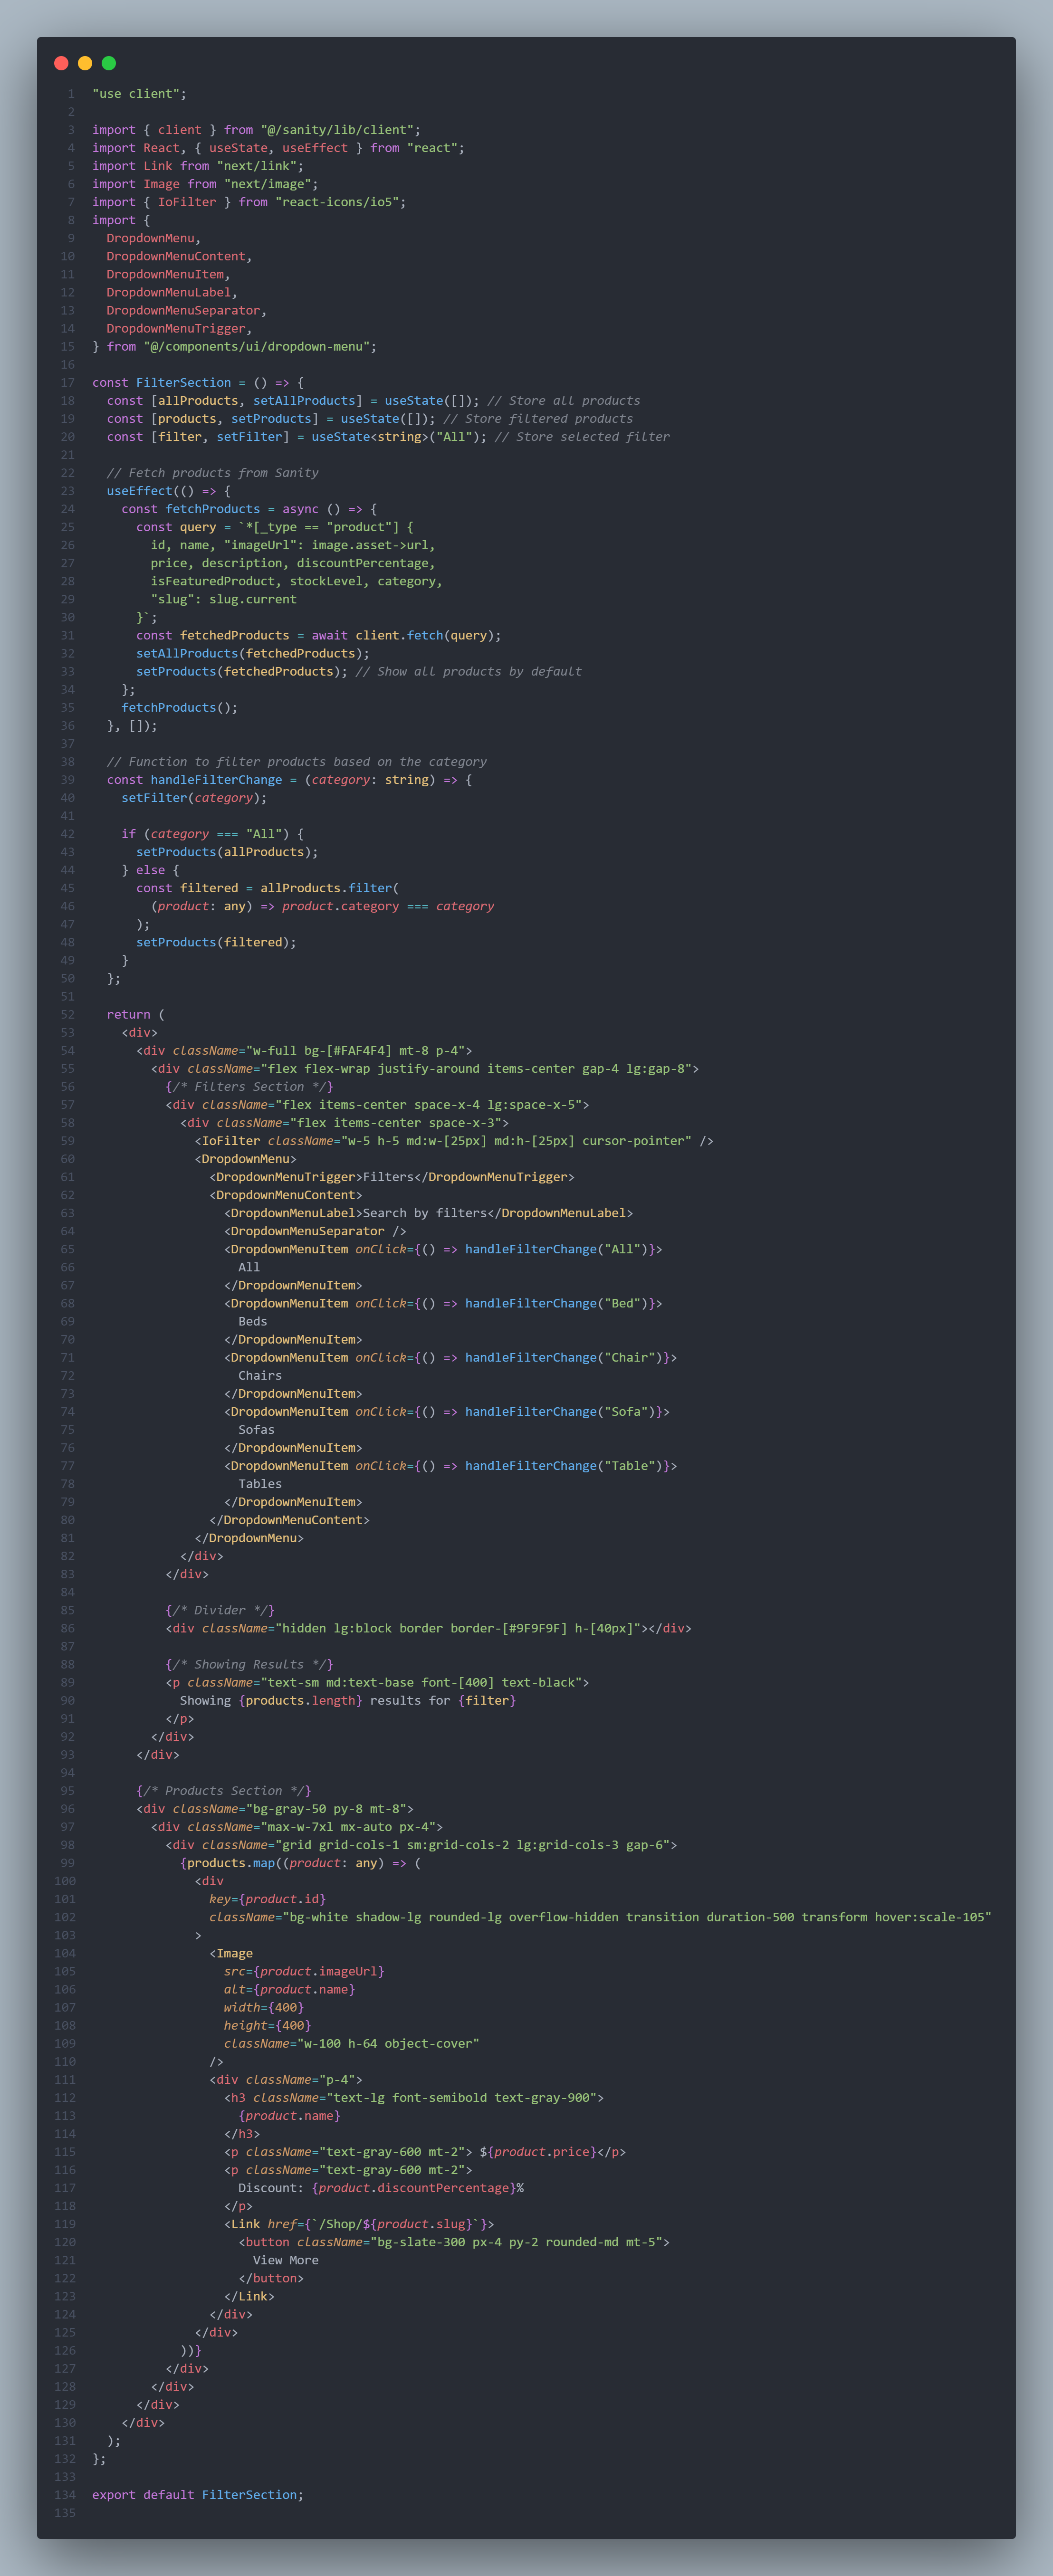 1 "use client";
2
3 import { client } from "@/sanity/lib/client";
4 import React, { useState, useEffect } from "react";
5 import Link from "next/link";
6 import Image from "next/image";
7 import { IoFilter } from "react-icons/io5";
8 import {
9   DropdownMenu,
10   DropdownMenuContent,
11   DropdownMenuItem,
12   DropdownMenuLabel,
13   DropdownMenuSeparator,
14   DropdownMenuTrigger,
15 } from "@/components/ui/dropdown-menu";
16
17 const FilterSection = () => {
18   const [allProducts, setAllProducts] = useState([]); // Store all products
19   const [products, setProducts] = useState([]); // Store filtered products
20   const [filter, setFilter] = useState<string>("All"); // Store selected filter
21
22   // Fetch products from Sanity
23   useEffect(() => {
24     const fetchProducts = async () => {
25       const query = `*[_type == "product"] {
26         id, name, "imageUrl": image.asset->url,
27         price, description, discountPercentage,
28         isFeaturedProduct, stockLevel, category,
29         "slug": slug.current
30       }`;
31       const fetchedProducts = await client.fetch(query);
32       setAllProducts(fetchedProducts);
33       setProducts(fetchedProducts); // Show all products by default
34     };
35     fetchProducts();
36   }, []);
37
38   // Function to filter products based on the category
39   const handleFilterChange = (category: string) => {
40     setFilter(category);
41
42     if (category === "All") {
43       setProducts(allProducts);
44     } else {
45       const filtered = allProducts.filter(
46         (product: any) => product.category === category
47       );
48       setProducts(filtered);
49     }
50   };
51
52   return (
53     <div>
54       <div className="w-full bg-[#FAF4F4] mt-8 p-4">
55         <div className="flex flex-wrap justify-around items-center gap-4 lg:gap-8">
56           {/* Filters Section */}
57           <div className="flex items-center space-x-4 lg:space-x-5">
58             <div className="flex items-center space-x-3">
59               <IoFilter className="w-5 h-5 md:w-[25px] md:h-[25px] cursor-pointer" />
60               <DropdownMenu>
61                 <DropdownMenuTrigger>Filters</DropdownMenuTrigger>
62                 <DropdownMenuContent>
63                   <DropdownMenuLabel>Search by filters</DropdownMenuLabel>
64                   <DropdownMenuSeparator />
65                   <DropdownMenuItem onClick={() => handleFilterChange("All")}>
66                     All
67                   </DropdownMenuItem>
68                   <DropdownMenuItem onClick={() => handleFilterChange("Bed")}>
69                     Beds
70                   </DropdownMenuItem>
71                   <DropdownMenuItem onClick={() => handleFilterChange("Chair")}>
72                     Chairs
73                   </DropdownMenuItem>
74                   <DropdownMenuItem onClick={() => handleFilterChange("Sofa")}>
75                     Sofas
76                   </DropdownMenuItem>
77                   <DropdownMenuItem onClick={() => handleFilterChange("Table")}>
78                     Tables
79                   </DropdownMenuItem>
80                 </DropdownMenuContent>
81               </DropdownMenu>
82             </div>
83           </div>
84
85           {/* Divider */}
86           <div className="hidden lg:block border border-[#9F9F9F] h-[40px]"></div>
87
88           {/* Showing Results */}
89           <p className="text-sm md:text-base font-[400] text-black">
90             Showing {products.length} results for {filter}
91           </p>
92         </div>
93       </div>
94
95       {/* Products Section */}
96       <div className="bg-gray-50 py-8 mt-8">
97         <div className="max-w-7xl mx-auto px-4">
98           <div className="grid grid-cols-1 sm:grid-cols-2 lg:grid-cols-3 gap-6">
99             {products.map((product: any) => (
100               <div
101                 key={product.id}
102                 className="bg-white shadow-lg rounded-lg overflow-hidden transition duration-500 transform hover:scale-105"
103               >
104                 <Image
105                   src={product.imageUrl}
106                   alt={product.name}
107                   width={400}
108                   height={400}
109                   className="w-100 h-64 object-cover"
110                 />
111                 <div className="p-4">
112                   <h3 className="text-lg font-semibold text-gray-900">
113                     {product.name}
114                   </h3>
115                   <p className="text-gray-600 mt-2"> ${product.price}</p>
116                   <p className="text-gray-600 mt-2">
117                     Discount: {product.discountPercentage}%
118                   </p>
119                   <Link href={`/Shop/${product.slug}`}>
120                     <button className="bg-slate-300 px-4 py-2 rounded-md mt-5">
121                       View More
122                     </button>
123                   </Link>
124                 </div>
125               </div>
126             ))}
127           </div>
128         </div>
129       </div>
130     </div>
131   );
132 };
133
134 export default FilterSection;
135